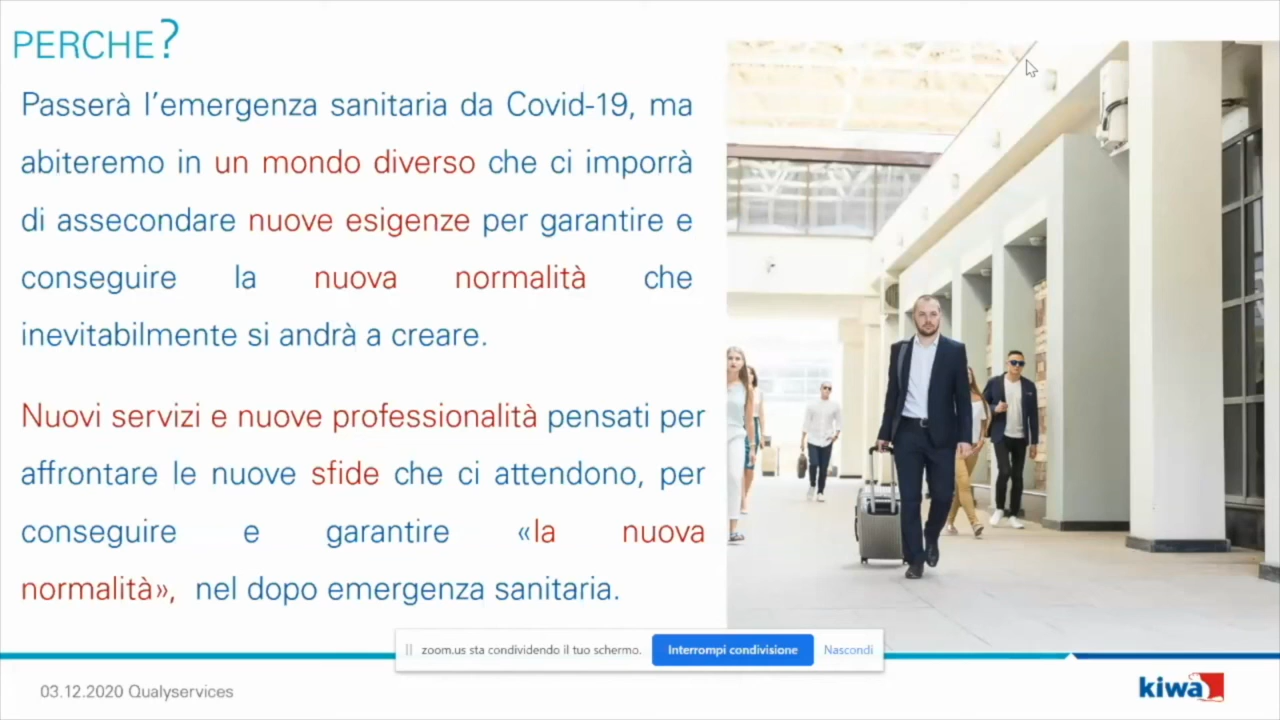 PERCHE?
Passerà l’emergenza sanitaria da Covid-19, ma
abiteremo in un mondo diverso che ci imporrà
di assecondare nuove esigenze per garantire e
conseguire la nuova normalità che
inevitabilmente si andrà a creare.
Nuovi servizi e nuove professionalità pensati per
affrontare le nuove sfide che ci attendono, per
conseguire e garantire «la nuova
normalità», nel dopo emergenza sanitaria.
zoom.us sta condividendo il tuo schermo. Interrompi condivisione Nascondi
03.12.2020 Qualyservices
kiwa